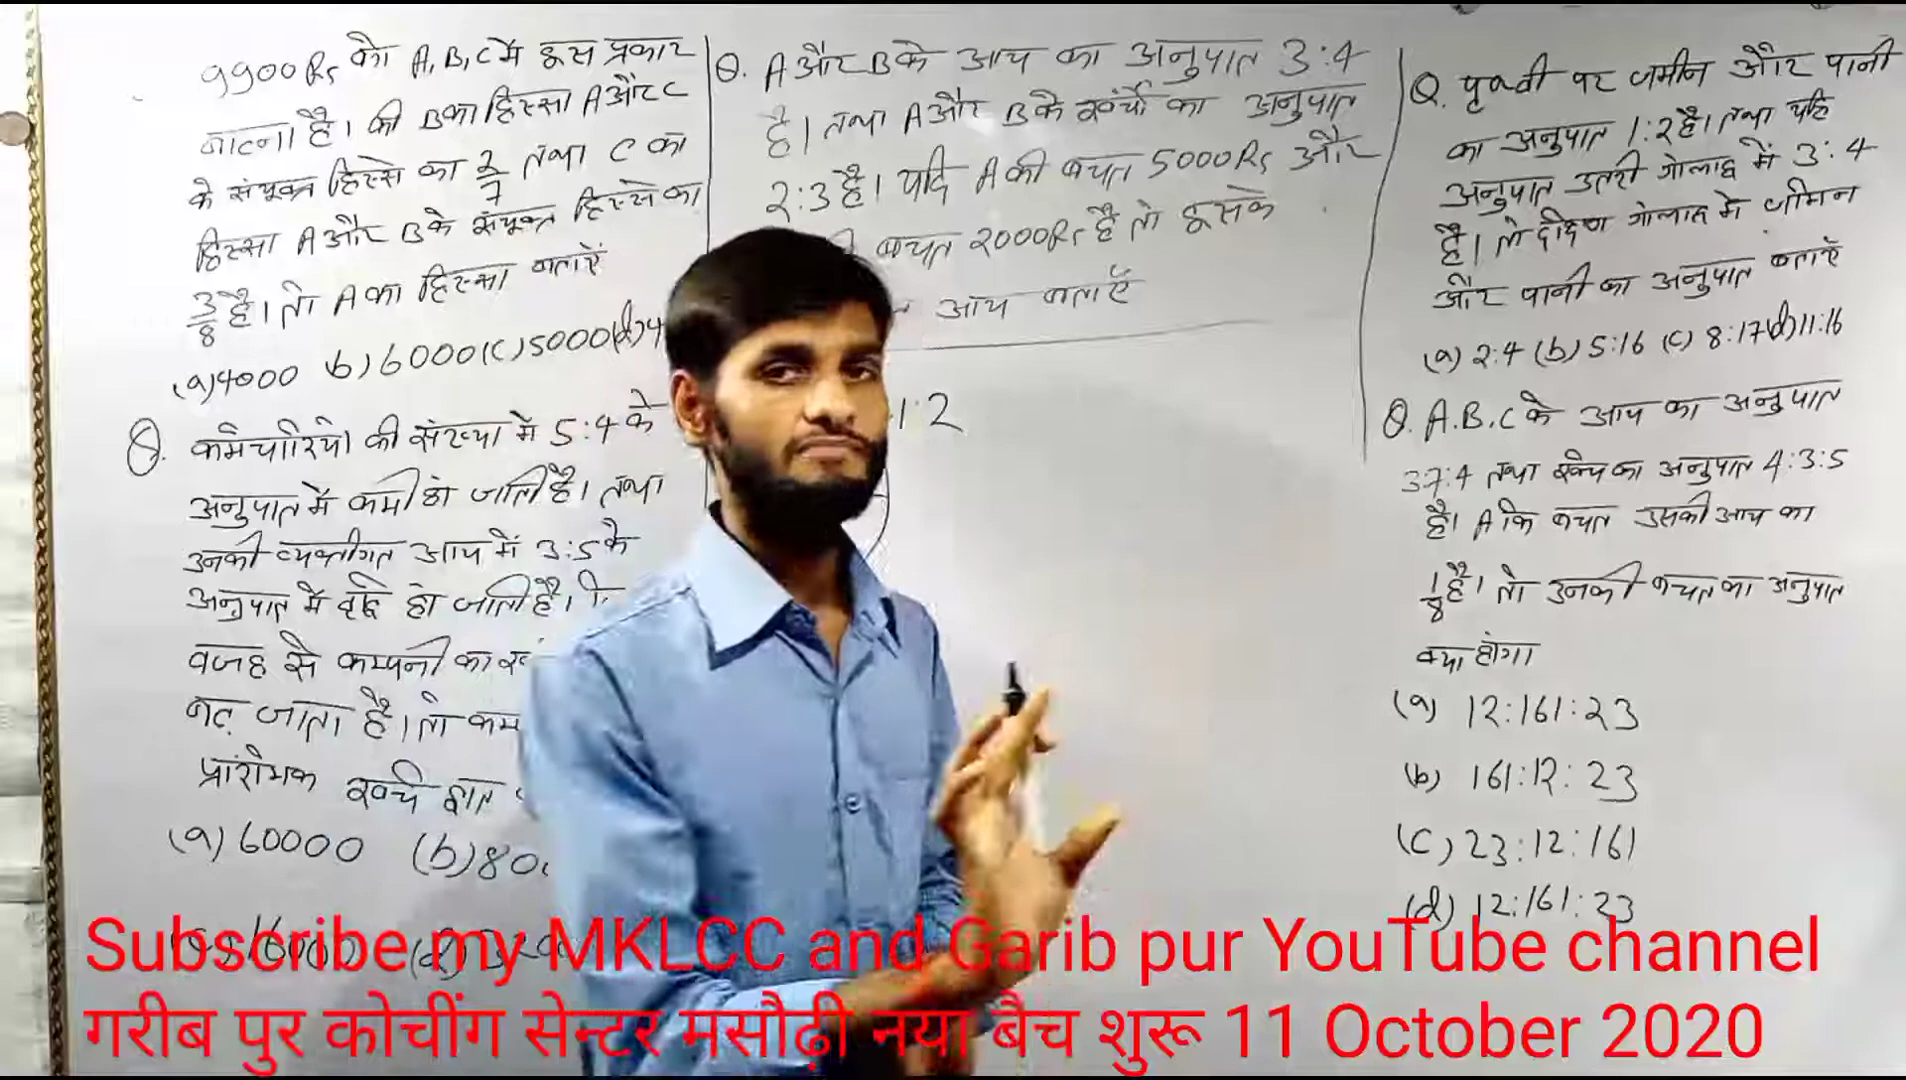 9900Rs को A,B,C में इस प्रकार
बाटना है। की B का हिस्सा A और C
के संयुक्त हिस्से का 2/7 तथा C का
हिस्सा A और B के संयुक्त हिस्से का
3/8 है। तो A का हिस्सा बताएं
(a)4000 b)6000(c)5000(d)4
Q. कर्मचारियों की संख्या में 5:4 के
अनुपात में कमी हो जाती है। तथा
उनकी व्यक्तीगत आय में 3:5 के
अनुपात में वृद्धि हो जाती है।
वजह से कम्पनी का
बढ़ जाता है। तो
प्रांरंभिक खर्च ज्ञात
(a)60000 (b)80
Q. A और B के आय का अनुपात 3:4
है। तथा A और B के खर्चों का अनुपात
2:3 है। यदि A की बचत 5000Rs और
बचत 2000Rs है तो इसके
आय बताएँ
1:2
Q. पृथ्वी पर जमीन और पानी
का अनुपात 1:2 है। तथा यदि
अनुपात उतरी गोलार्द्ध में 3:4
है। तो दक्षिण गोलार्द्ध में जमिन
और पानी का अनुपात बताएँ
(a) 2:4 (b) 5:16 (c) 8:17(d)11:16
Q. A.B.C के आय का अनुपात
3:7:4 तथा खर्च का अनुपात 4:3:5
है। A कि बचत उसकी आय का
1/8 है। तो उनकी बचत का अनुपात
क्या होगा
(a) 12:161:23
(b) 161:12:23
(c) 23:12:161
(d) 12:161:23
Subscribe my MKLCC and Garib pur YouTube channel
गरीब पुर कोचींग सेन्टर मसौढ़ी नया बैच शुरू 11 October 2020